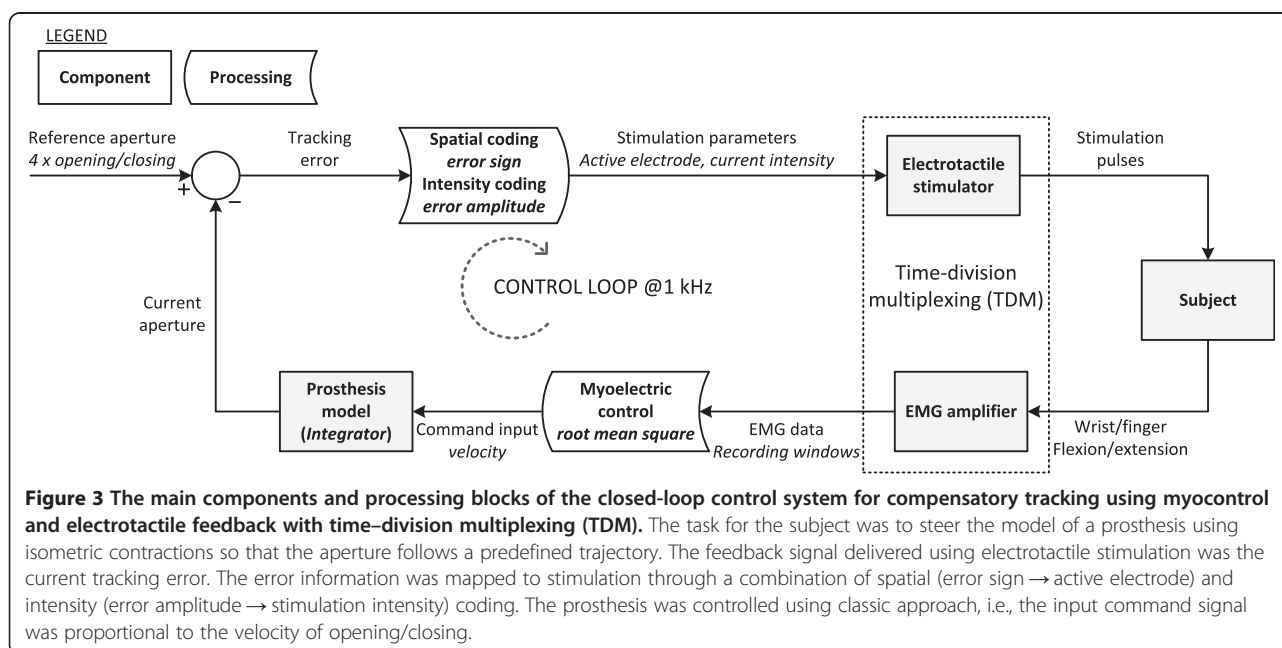 LEGEND
Component
Processing
Reference aperture
4 x opening/closing
+
−
Tracking
error
Spatial coding
error sign
Intensity coding
error amplitude
Stimulation parameters
Active electrode, current intensity
Electrotactile
stimulator
Stimulation
pulses
CONTROL LOOP @1 kHz
Time-division
multiplexing (TDM)
Subject
Current
aperture
Prosthesis
model
(Integrator)
Command input
velocity
Myoelectric
control
root mean square
EMG data
Recording windows
EMG amplifier
Wrist/finger
Flexion/extension
Figure 3 The main components and processing blocks of the closed-loop control system for compensatory tracking using myocontrol
and electrotactile feedback with time–division multiplexing (TDM). The task for the subject was to steer the model of a prosthesis using
isometric contractions so that the aperture follows a predefined trajectory. The feedback signal delivered using electrotactile stimulation was the
current tracking error. The error information was mapped to stimulation through a combination of spatial (error sign → active electrode) and
intensity (error amplitude → stimulation intensity) coding. The prosthesis was controlled using classic approach, i.e., the input command signal
was proportional to the velocity of opening/closing.